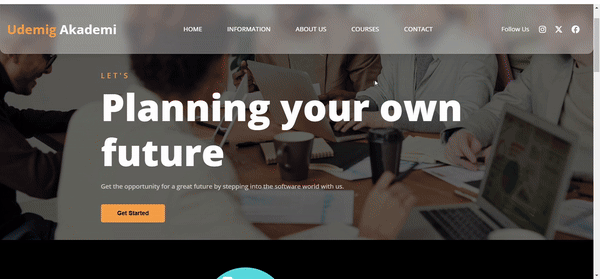 Udemig Akademi
HOME INFORMATION ABOUT US COURSES CONTACT
Follow Us
LET'S
Planning your own
future
Get the opportunity for a great future by stepping into the software world with us.
Get Started